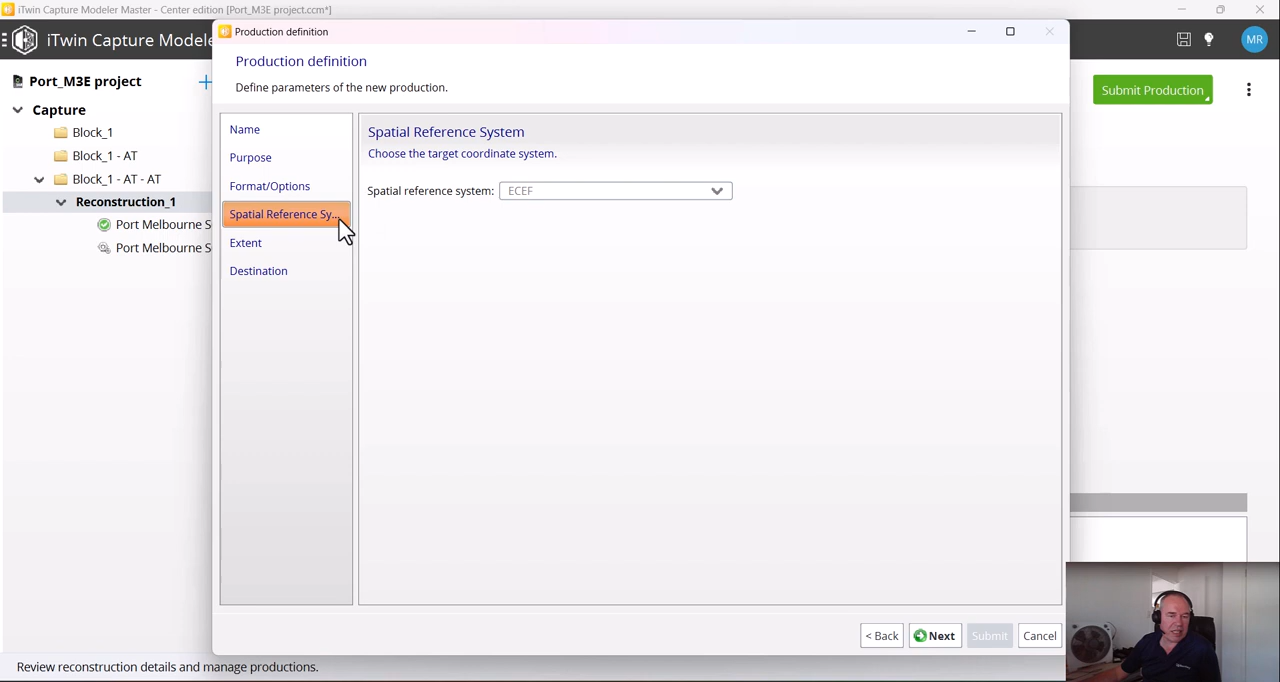 iTwin Capture Modeler Master - Center edition [Port_M3E project.ccm*]
iTwin Capture Modele
MR
Port_M3E project
Capture
Block_1
Block_1 - AT
Block_1 - AT - AT
Reconstruction_1
Port Melbourne S
Port Melbourne S
Production definition
Production definition
Define parameters of the new production.
Name
Purpose
Format/Options
Spatial Reference Sy...
Extent
Destination
Spatial Reference System
Choose the target coordinate system.
Spatial reference system: ECEF
< Back
Next
Submit
Cancel
Submit Production
Review reconstruction details and manage productions.